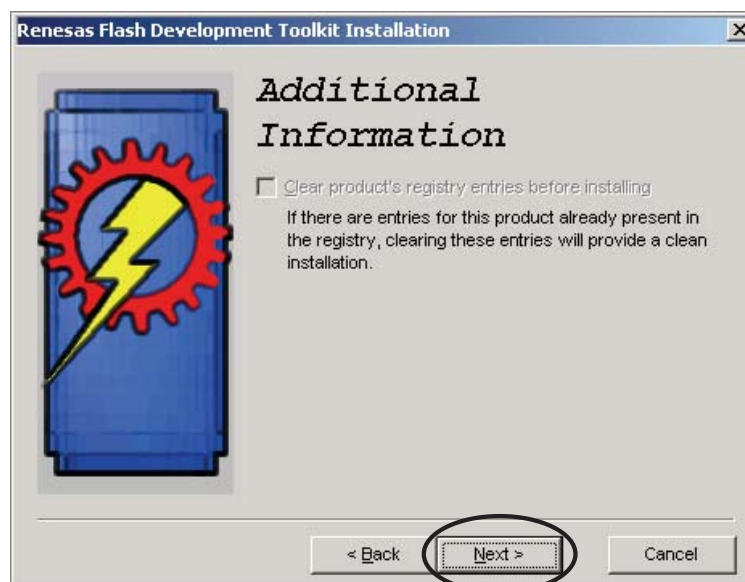 Renesas Flash Development Toolkit Installation
Additional
Information
Clear product's registry entries before installing
If there are entries for this product already present in
the registry, clearing these entries will provide a clean
installation.
< Back
Next >
Cancel